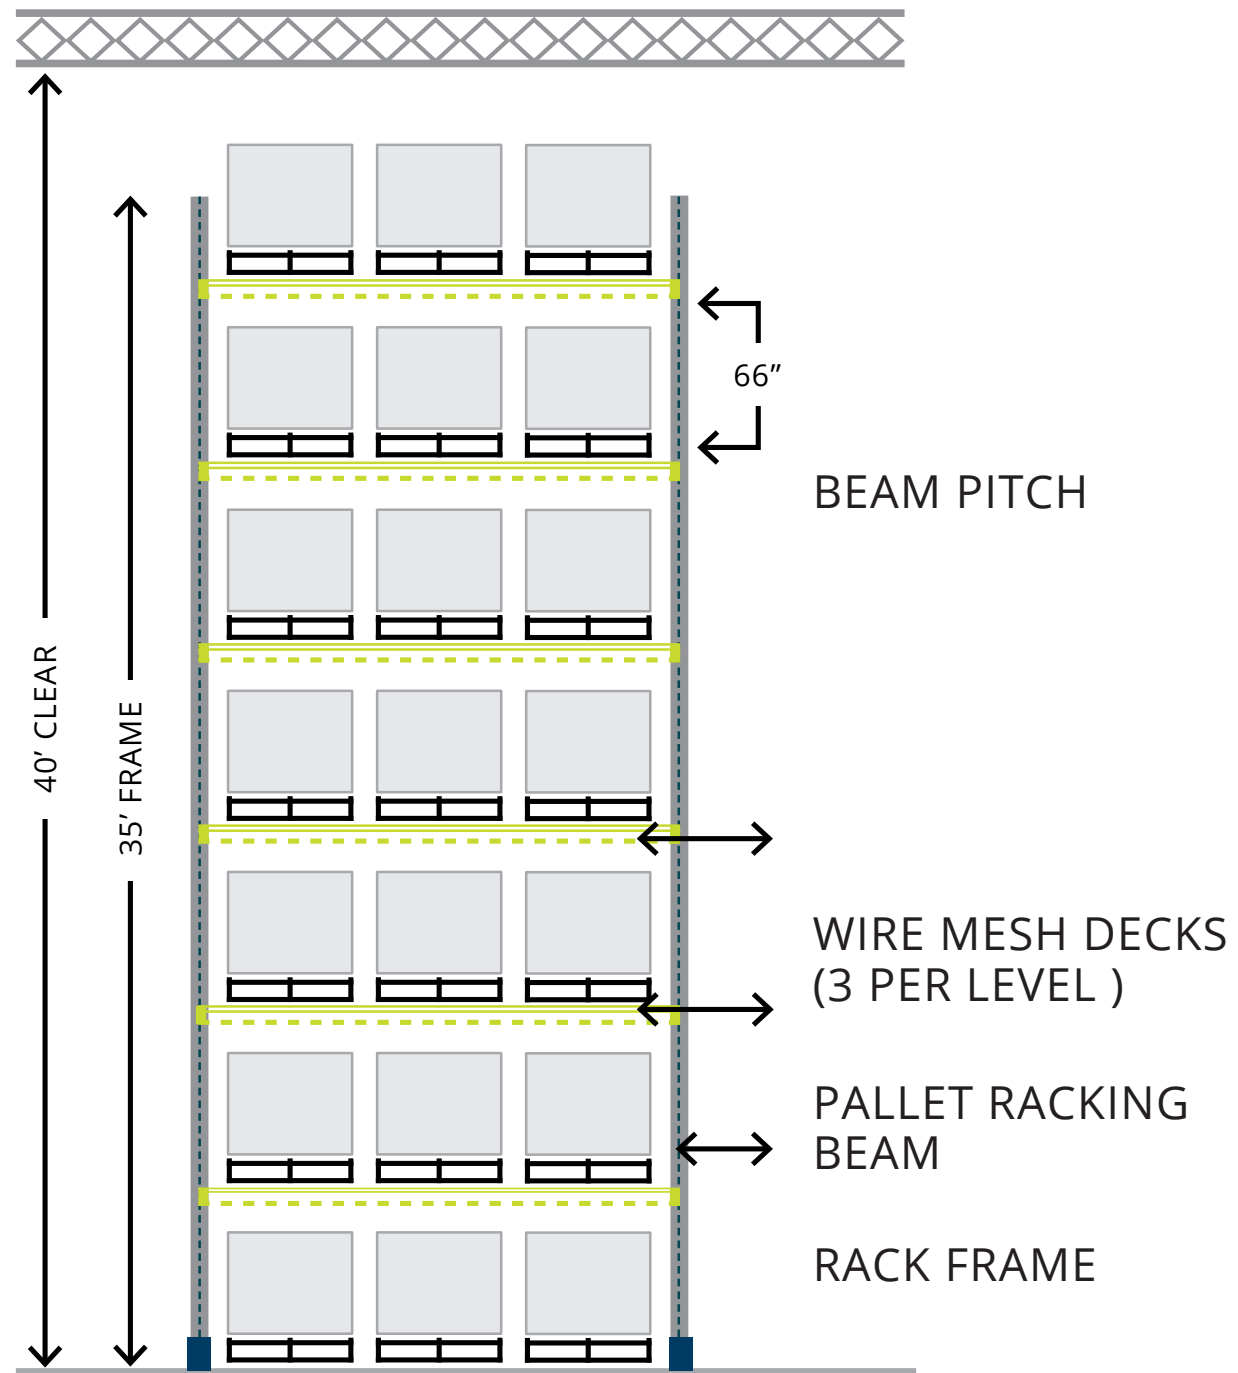 66”
BEAM PITCH
40’ CLEAR
35’ FRAME
WIRE MESH DECKS
(3 PER LEVEL )
PALLET RACKING
BEAM
RACK FRAME